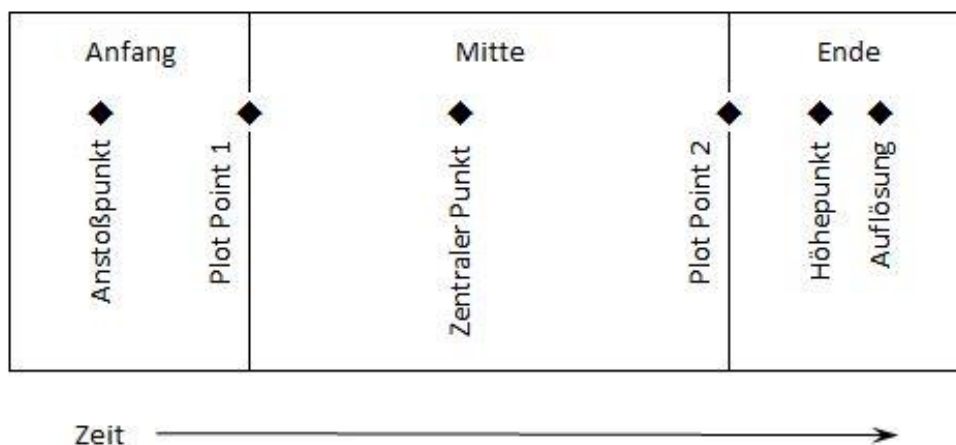 Anfang
Mitte
Ende
Anstoßpunkt
Plot Point 1
Zentraler Punkt
Plot Point 2
Höhepunkt
Auflösung
Zeit